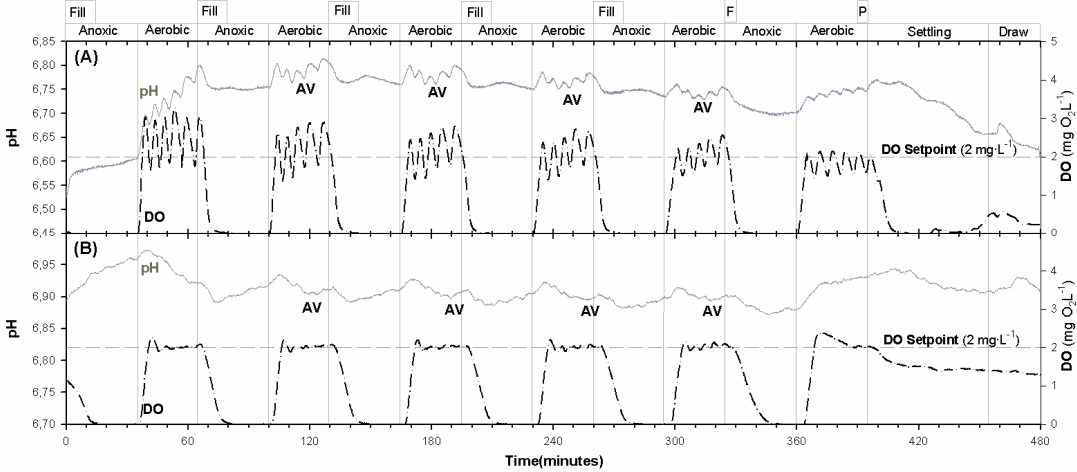 Fill Fill Fill Fill Fill F P
Anoxic Aerobic Anoxic Aerobic Anoxic Aerobic Anoxic Aerobic Anoxic Aerobic Anoxic Aerobic Settling Draw
6,85 5
(A)
6,80
4
pH AV AV
6,75
AV
AV
6,70 3
pH
6,65
DO (mg O2L-1)
6,60 2
DO Setpoint (2 mg·L-1)
6,55
1
6,50
DO
6,45 0
(B)
6,95
pH 4
6,90
AV AV AV AV 3
pH
6,85
DO Setpoint (2 mg·L-1)
2
DO (mg O2L-1)
6,80
6,75 1
DO
6,70 0
0 60 120 180 240 300 360 420 480
Time(minutes)